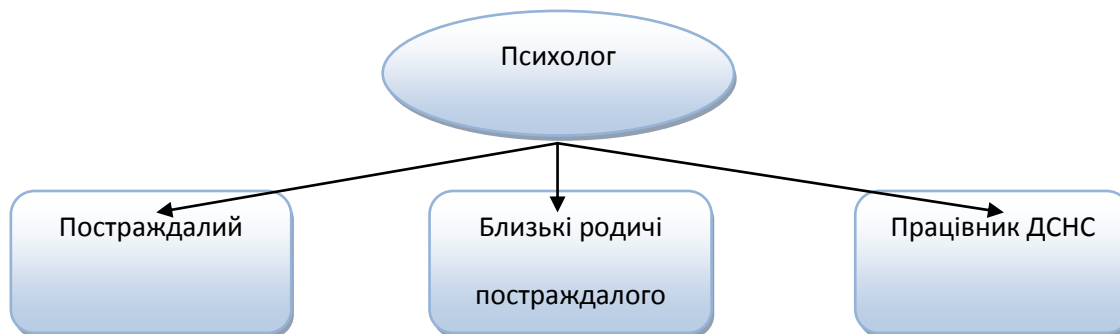 Психолог
Постраждалий
Близькі родичі
постраждалого
Працівник ДСНС